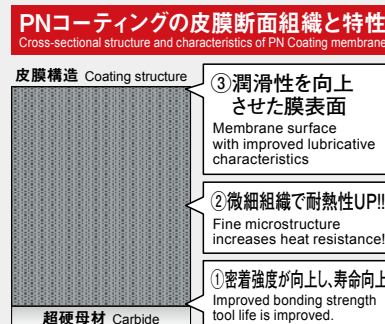 PNコーティングの皮膜断面組織と特性
Cross-sectional structure and characteristics of PN Coating membrane
皮膜構造 Coating structure
③潤滑性を向上
させた膜表面
Membrane surface
with improved lubricative
characteristics
②微細組織で耐熱性UP!!
Fine microstructure
increases heat resistance!
①密着強度が向上し、寿命向上
Improved bonding strength
tool life is improved.
超硬母材 Carbide